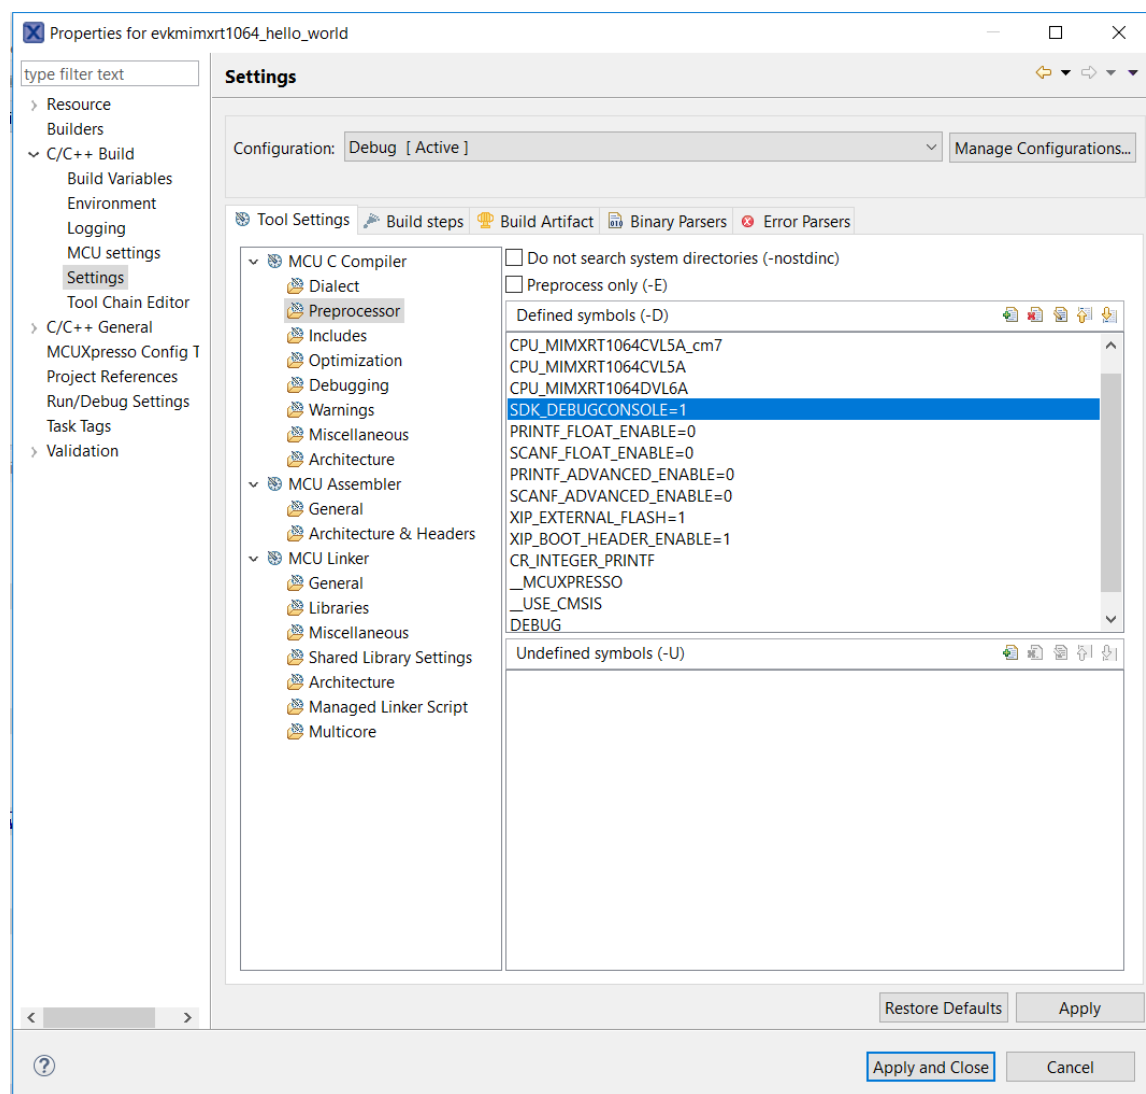 Properties for evkmimxrt1064_hello_world
type filter text
Resource
Builders
C/C++ Build
Build Variables
Environment
Logging
MCU settings
Settings
Tool Chain Editor
C/C++ General
MCUXpresso Config T
Project References
Run/Debug Settings
Task Tags
Validation
Settings
Configuration: Debug [ Active ] Manage Configurations...
Tool Settings Build steps Build Artifact Binary Parsers Error Parsers
MCU C Compiler
Dialect
Preprocessor
Includes
Optimization
Debugging
Warnings
Miscellaneous
Architecture
MCU Assembler
General
Architecture & Headers
MCU Linker
General
Libraries
Miscellaneous
Shared Library Settings
Architecture
Managed Linker Script
Multicore
Do not search system directories (-nostdinc)
Preprocess only (-E)
Defined symbols (-D)
CPU_MIMXRT1064CVL5A_cm7
CPU_MIMXRT1064CVL5A
CPU_MIMXRT1064DVL6A
SDK_DEBUGCONSOLE=1
PRINTF_FLOAT_ENABLE=0
SCANF_FLOAT_ENABLE=0
PRINTF_ADVANCED_ENABLE=0
SCANF_ADVANCED_ENABLE=0
XIP_EXTERNAL_FLASH=1
XIP_BOOT_HEADER_ENABLE=1
CR_INTEGER_PRINTF
__MCUXPRESSO
__USE_CMSIS
DEBUG
Undefined symbols (-U)
Restore Defaults Apply
Apply and Close Cancel